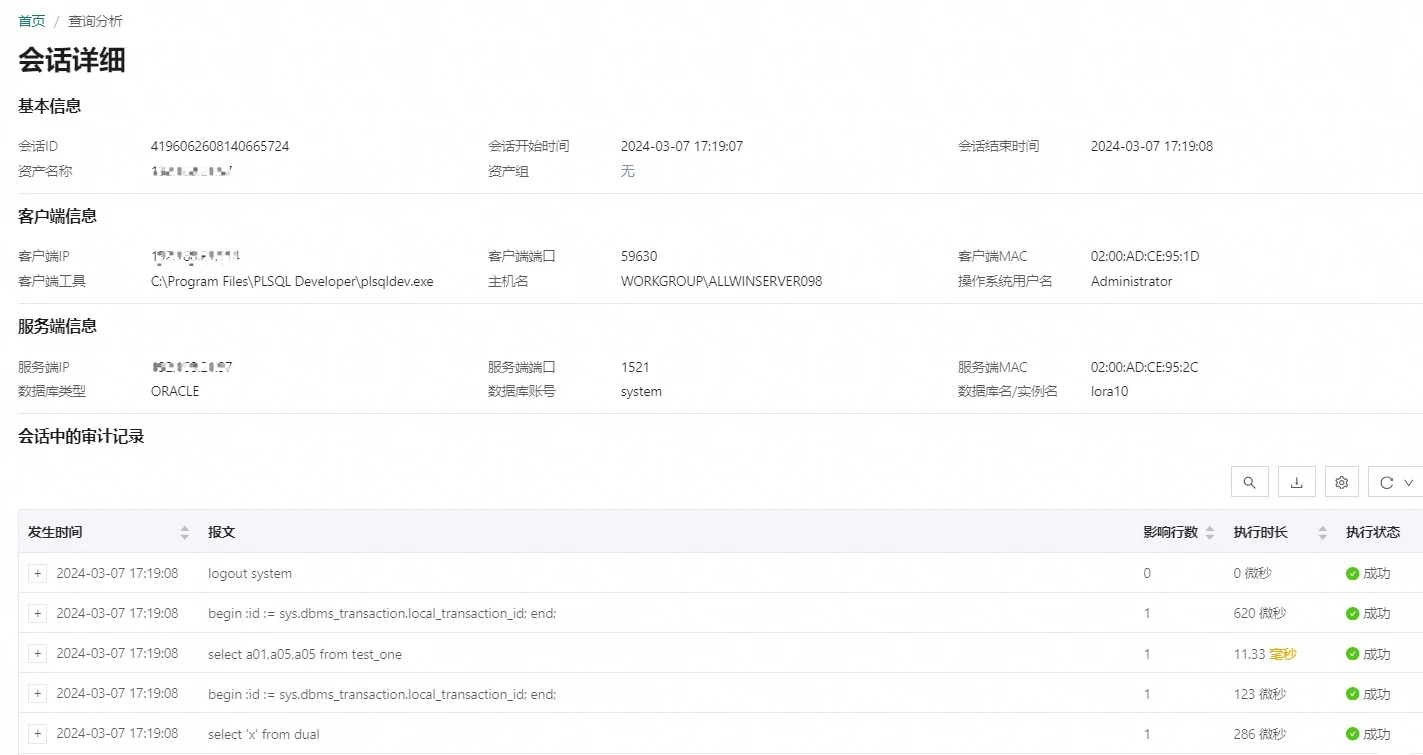 首页 / 查询分析
会话详细
基本信息
会话ID 4196062608140665724 会话开始时间 2024-03-07 17:19:07 会话结束时间 2024-03-07 17:19:08
资产名称 资产组 无
客户端信息
客户端IP 客户端端口 59630 客户端MAC 02:00:AD:CE:95:1D
客户端工具 C:\Program Files\PLSQL Developer\plsqldev.exe 主机名 WORKGROUP\ALLWINSERVER098 操作系统用户名 Administrator
服务端信息
服务端IP 服务端端口 1521 服务端MAC 02:00:AD:CE:95:2C
数据库类型 ORACLE 数据库账号 system 数据库名/实例名 lora10
会话中的审计记录
发生时间 报文 影响行数 执行时长 执行状态
+ 2024-03-07 17:19:08 logout system 0 0 微秒 成功
+ 2024-03-07 17:19:08 begin :id := sys.dbms_transaction.local_transaction_id; end; 1 620 微秒 成功
+ 2024-03-07 17:19:08 select a01,a05,a05 from test_one 1 11.33 毫秒 成功
+ 2024-03-07 17:19:08 begin :id := sys.dbms_transaction.local_transaction_id; end; 1 123 微秒 成功
+ 2024-03-07 17:19:08 select 'x' from dual 1 286 微秒 成功